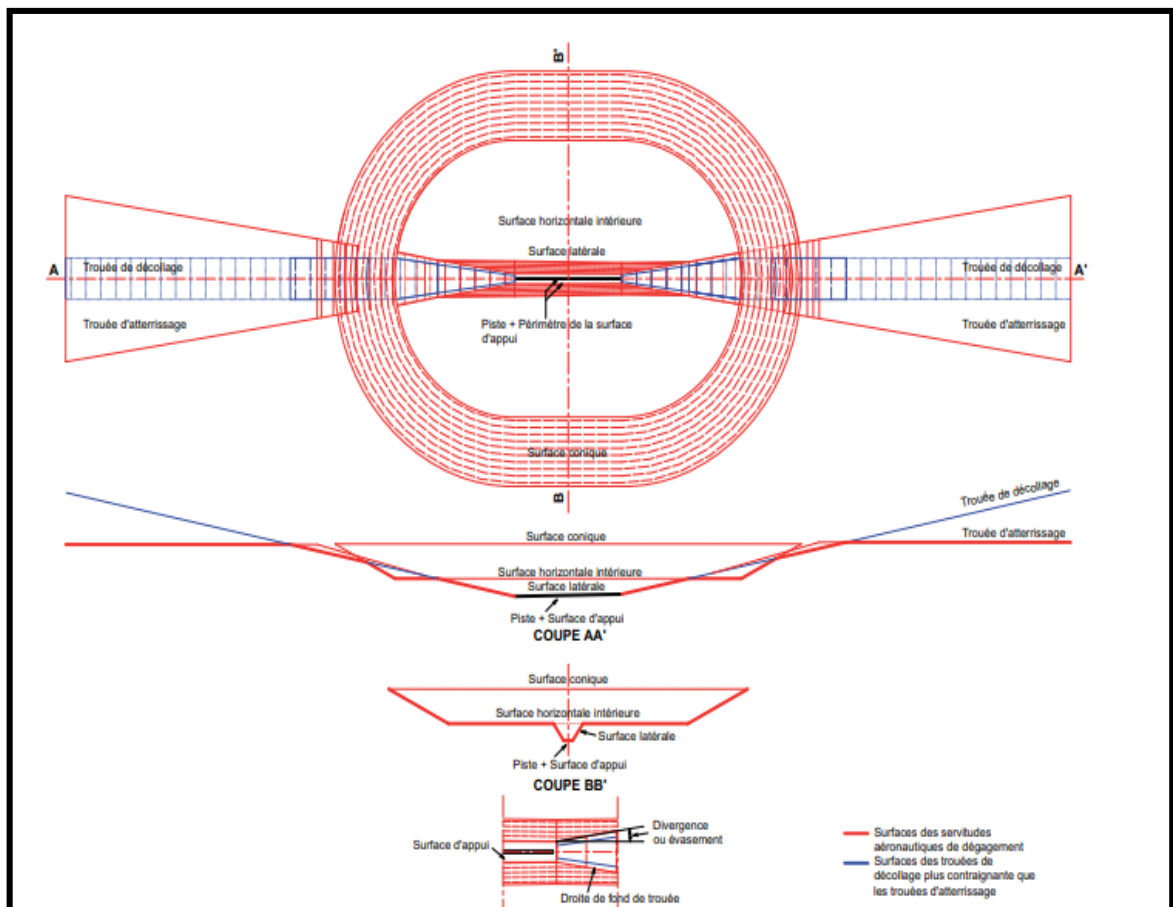 B'
Surface horizontale intérieure
Surface latérale
A
Trouée de décollage
Trouée de décollage
A'
Trouée d'atterrissage
Trouée d'atterrissage
Piste + Périmètre de la surface
d'appui
Surface conique
B
Trouée de décollage
Surface conique
Trouée d'atterrissage
Surface horizontale intérieure
Surface latérale
Piste + Surface d'appui
COUPE AA'
Surface conique
Surface horizontale intérieure
Surface latérale
Piste + Surface d'appui
COUPE BB'
Divergence
ou évasement
Surface d'appui
Droite de fond de trouée
Surfaces des servitudes
aéronautiques de dégagement
Surfaces des trouées de
décollage plus contraignante que
les trouées d'atterrissage